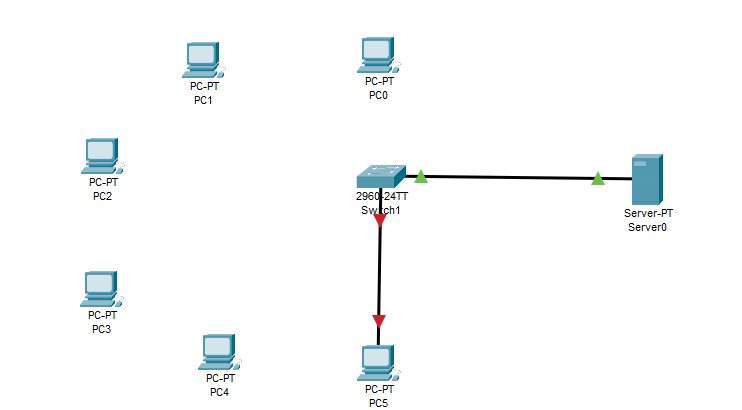 PC-PT
PC1
PC-PT
PC0
PC-PT
PC2
2960-24TT
Switch1
Server-PT
Server0
PC-PT
PC3
PC-PT
PC4
PC-PT
PC5